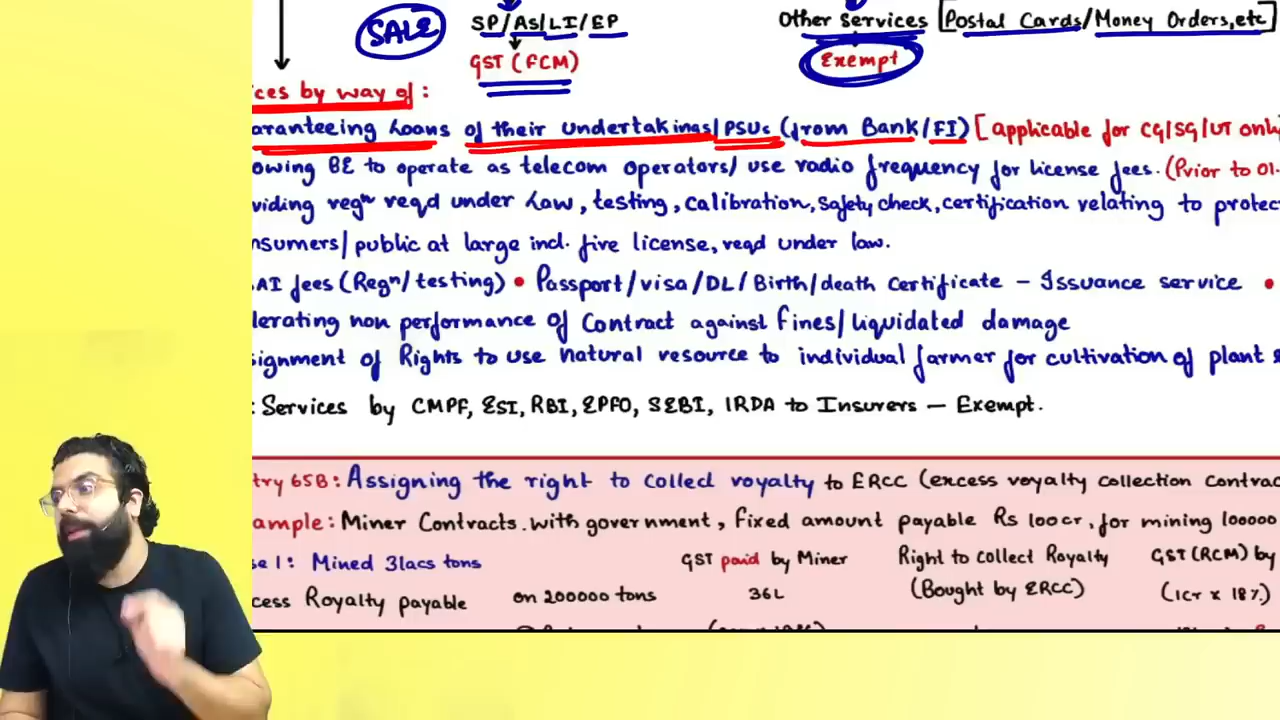 SALE SP/AS/LI/EP Other Services [Postal Cards/Money Orders,etc]
GST (FCM) Exempt
ces by way of :
aranteeing loans of their undertakings/PSUs (from Bank/FI) [applicable for CG/SG/UT only
owing BE to operate as telecom operators/ use radio frequency for license fees. (Prior to 01.
viding regn reqd under law, testing, calibration, safety check, certification relating to protec
nsumers/ public at large incl. fire license, reqd under law.
AI fees (Regn/testing) • Passport/visa/DL/Birth/death certificate – Issuance service •
lerating non performance of Contract against fines/liquidated damage
signment of Rights to use natural resource to individual farmer for cultivation of plant
: Services by CMPF, ESI, RBI, EPFO, SEBI, IRDA to Insurers – Exempt.
try 65B: Assigning the right to collect royalty to ERCC (excess royalty collection contrac
ample: Miner Contracts. with government, fixed amount payable Rs 100cr, for mining 100000
se 1: Mined 3lacs tons GST paid by Miner Right to collect Royalty GST (RCM) by
cess Royalty payable on 200000 tons 36L (Bought by ERCC) (1cr x 18%)